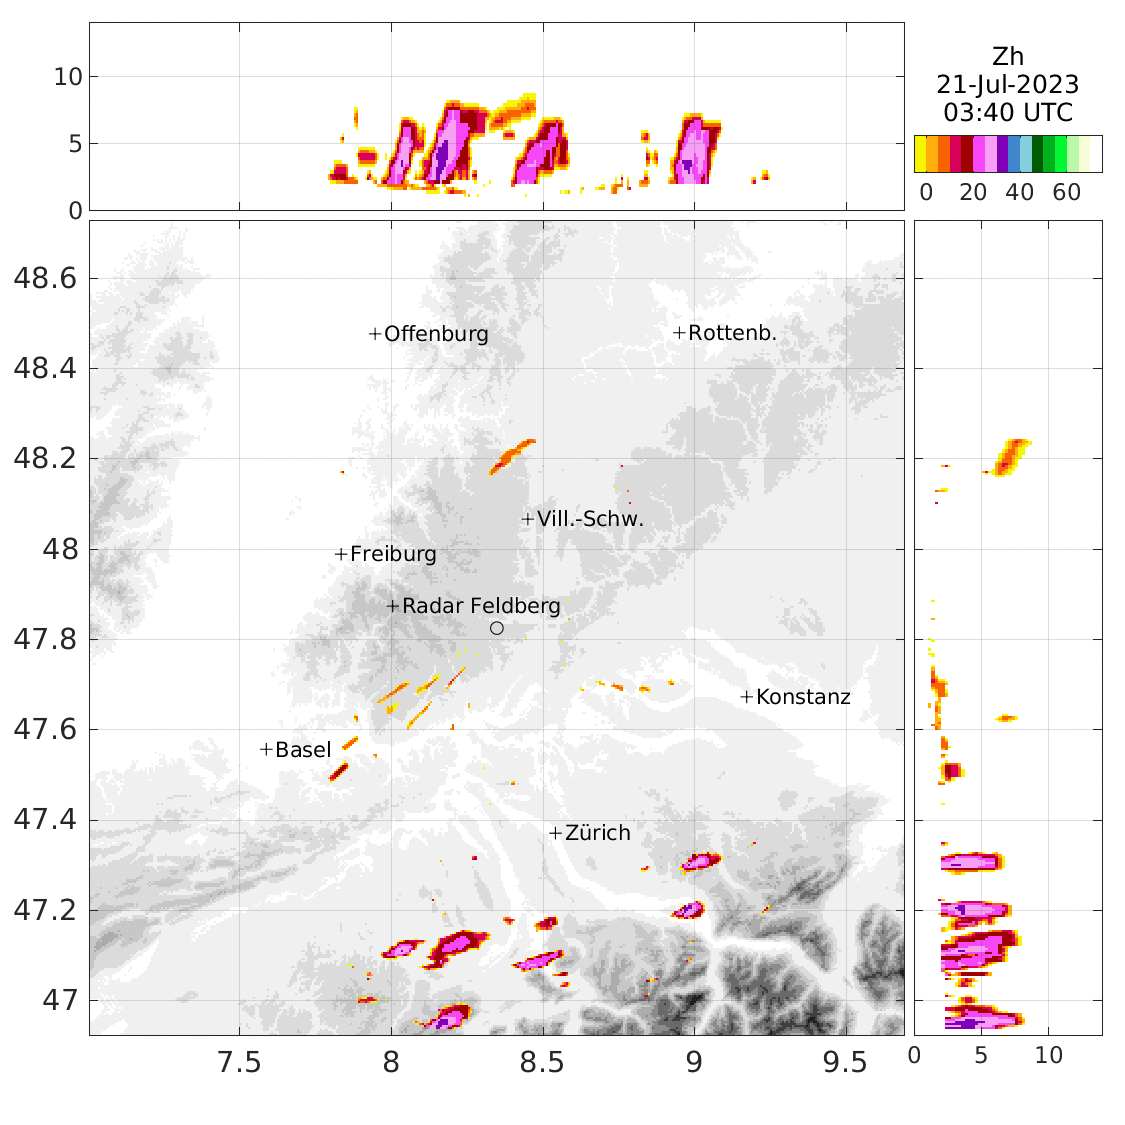 10
5
0
Zh
21-Jul-2023
03:40 UTC
0 20 40 60
48.6
48.4
48.2
48
47.8
47.6
47.4
47.2
47
+Offenburg
+Rottenb.
+Vill.-Schw.
+Freiburg
+Radar Feldberg
+Konstanz
+Basel
+Zürich
7.5 8 8.5 9 9.5
0 5 10